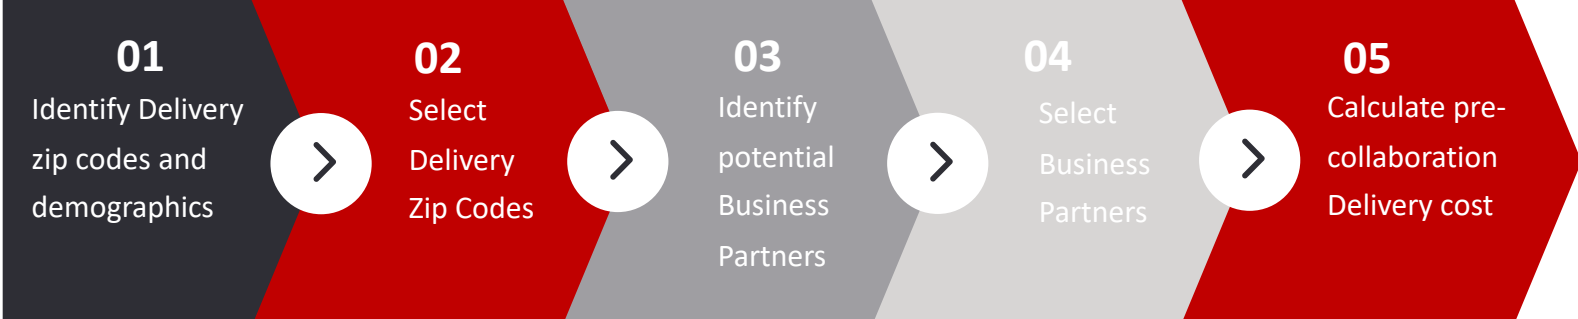 01
Identify Delivery
zip codes and
demographics
02
Select
Delivery
Zip Codes
03
Identify
potential
Business
Partners
04
Select
Business
Partners
05
Calculate pre-
collaboration
Delivery cost